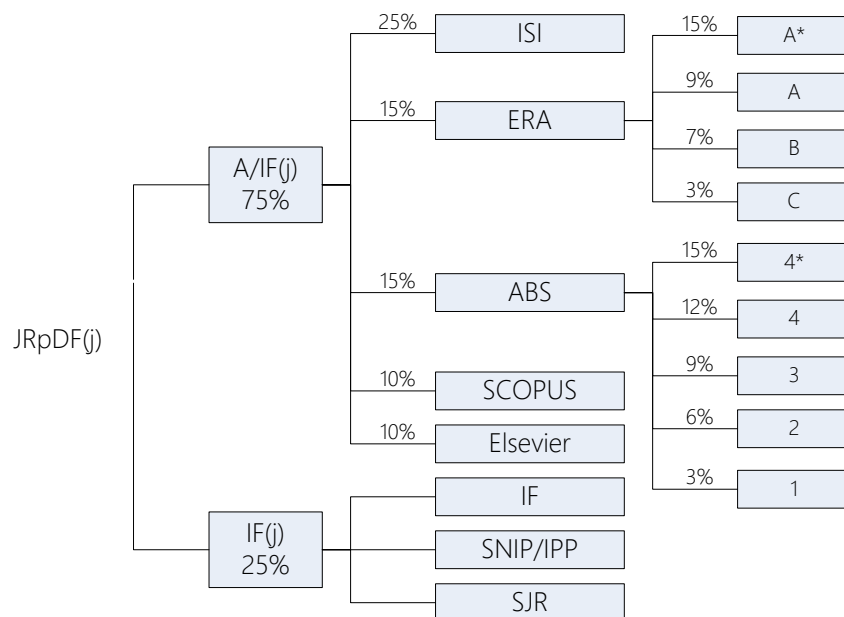 JRpDF(j)
A/IF(j)
75%
25%
ISI
15%
ERA
15%
A*
9%
A
7%
B
3%
C
15%
ABS
15%
4*
12%
4
9%
3
6%
2
3%
1
10%
SCOPUS
10%
Elsevier
IF(j)
25%
IF
SNIP/IPP
SJR